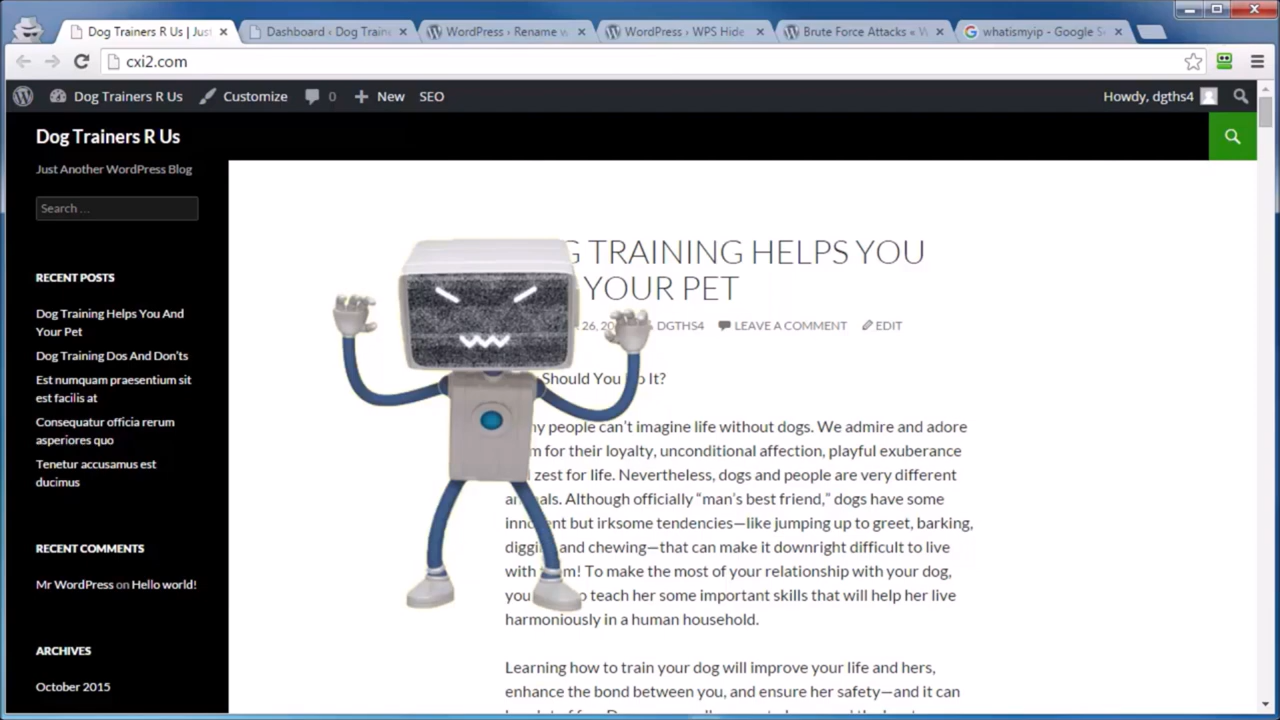 Dog Trainers R Us | Jus
Dashboard ‹ Dog Train
WordPress › Rename w
WordPress › WPS Hide
Brute Force Attacks « W
whatismyip - Google S
cxi2.com
Dog Trainers R Us
Customize
0
New
SEO
Howdy, dgths4
Dog Trainers R Us
Just Another WordPress Blog
Search …
RECENT POSTS
Dog Training Helps You And
Your Pet
Dog Training Dos And Don'ts
Est numquam praesentium sit
est facilis at
Consequatur officia rerum
asperiores quo
Tenetur accusamus est
ducimus
RECENT COMMENTS
Mr WordPress on Hello world!
ARCHIVES
October 2015
TRAINING HELPS YOU
YOUR PET
26, DGTHS4 LEAVE A COMMENT EDIT
Should You It?
people can't imagine life without dogs. We admire and adore
for their loyalty, unconditional affection, playful exuberance
zest for life. Nevertheless, dogs and people are very different
Although officially “man's best friend,” dogs have some
but irksome tendencies—like jumping up to greet, barking,
and chewing—that can make it downright difficult to live
with To make the most of your relationship with your dog,
you teach her some important skills that will help her live
harmoniously in a human household.
Learning how to train your dog will improve your life and hers,
enhance the bond between you, and ensure her safety—and it can